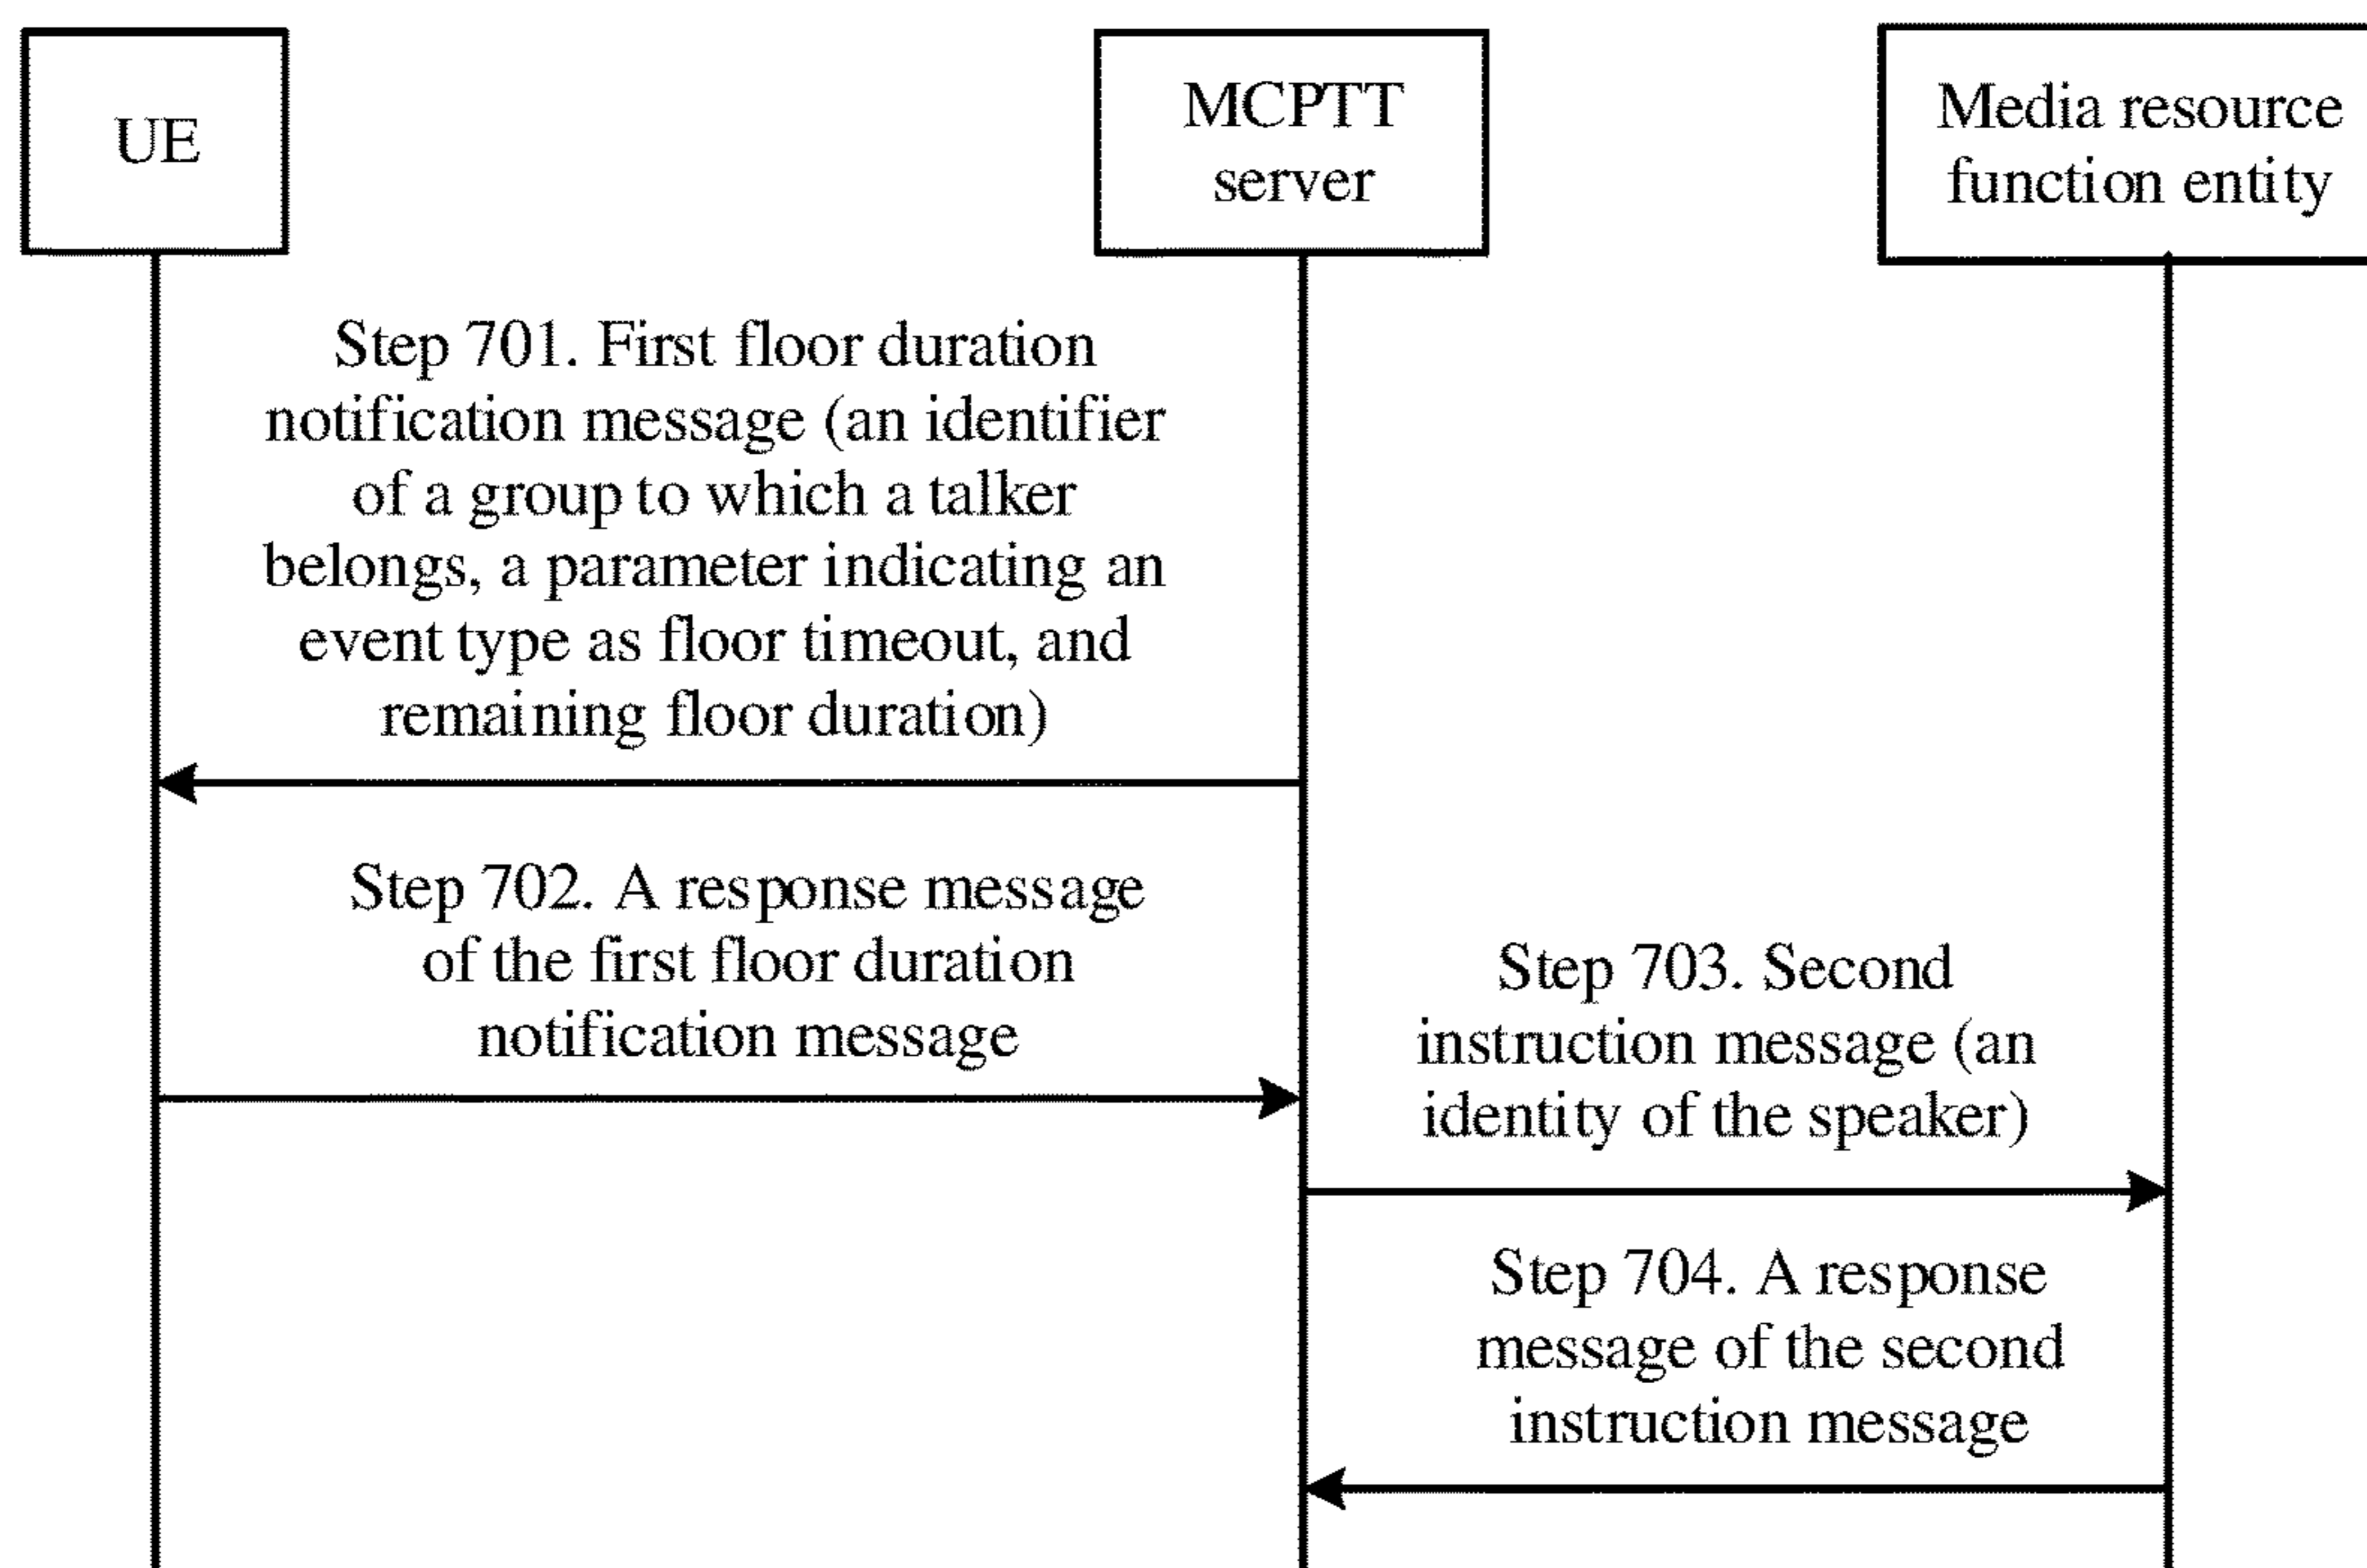 UE
MCPTT
server
Media resource
function entity
Step 701. First floor duration
notification message (an identifier
of a group to which a talker
belongs, a parameter indicating an
event type as floor timeout, and
remaining floor duration)
Step 702. A response message
of the first floor duration
notification message
Step 703. Second
instruction message (an
identity of the speaker)
Step 704. A response
message of the second
instruction message